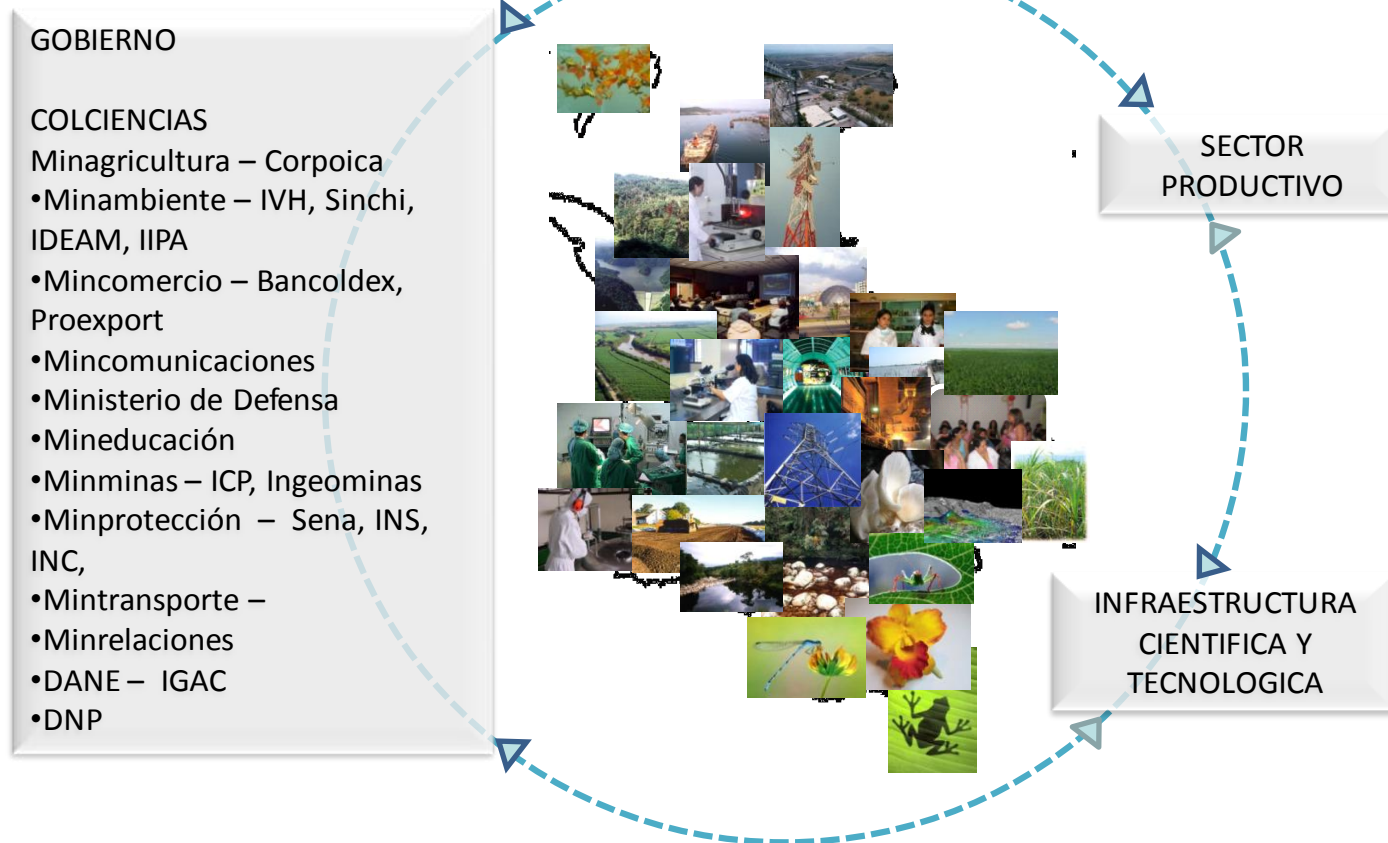 GOBIERNO
COLCIENCIAS
Minagricultura – Corpoica
•Minambiente – IVH, Sinchi,
IDEAM, IIPA
•Mincomercio – Bancoldex,
Proexport
•Mincomunicaciones
•Ministerio de Defensa
•Mineducación
•Minminas – ICP, Ingeominas
•Minprotección – Sena, INS,
INC,
•Mintransporte –
•Minrelaciones
•DANE – IGAC
•DNP
SECTOR
PRODUCTIVO
INFRAESTRUCTURA
CIENTIFICA Y
TECNOLOGICA